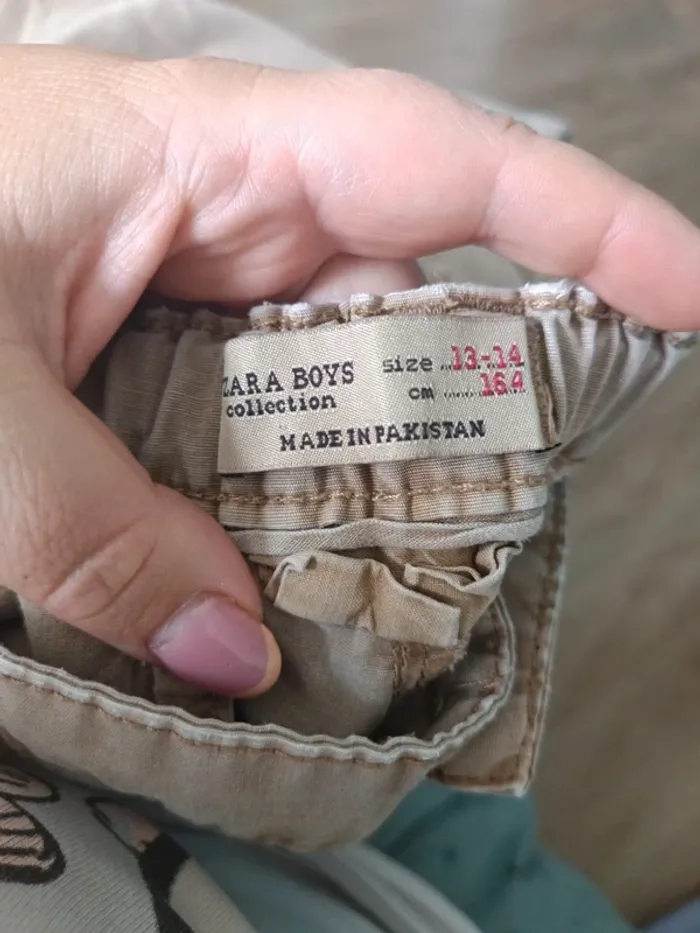 ZARA BOYS
collection
size ..13-14
cm ......164
MADE IN PAKISTAN